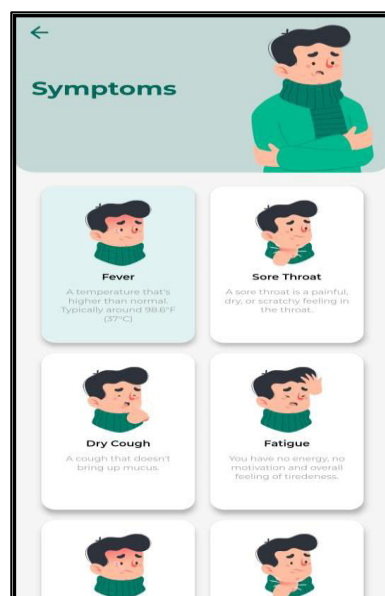 Symptoms
Fever
A temperature that's
higher than normal.
Typically around 98.6°F
(37°C)
Sore Throat
A sore throat is a painful,
dry, or scratchy feeling in
the throat.
Dry Cough
A cough that doesn't
bring up mucus.
Fatigue
You have no energy, no
motivation and overall
feeling of tiredeness.